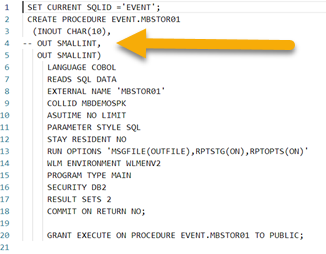 1 SET CURRENT SQLID ='EVENT';
2 CREATE PROCEDURE EVENT.MBSTOR01
3 (INOUT CHAR(10),
4 -- OUT SMALLINT,
5 OUT SMALLINT)
6 LANGUAGE COBOL
7 READS SQL DATA
8 EXTERNAL NAME 'MBSTOR01'
9 COLLID MBDEMOSPK
10 ASUTIME NO LIMIT
11 PARAMETER STYLE SQL
12 STAY RESIDENT NO
13 RUN OPTIONS 'MSGFILE(OUTFILE),RPTSTG(ON),RPTOPTS(ON)'
14 WLM ENVIRONMENT WLMENV2
15 PROGRAM TYPE MAIN
16 SECURITY DB2
17 RESULT SETS 2
18 COMMIT ON RETURN NO;
19
20 GRANT EXECUTE ON PROCEDURE EVENT.MBSTOR01 TO PUBLIC;
21